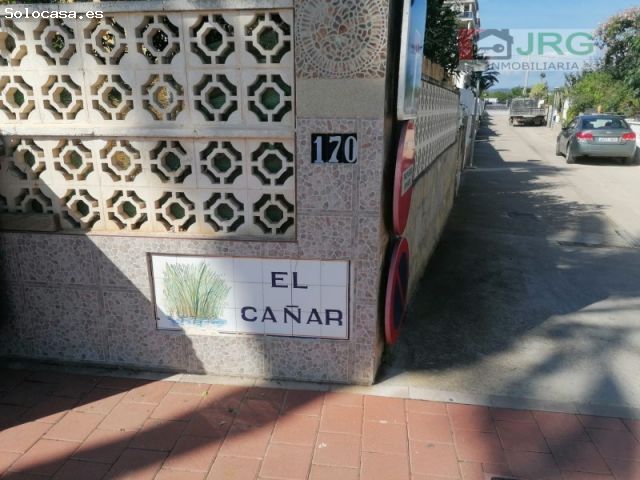 Solocasa.es
JRG
INMOBILIARIA
170
EL
CAÑAR